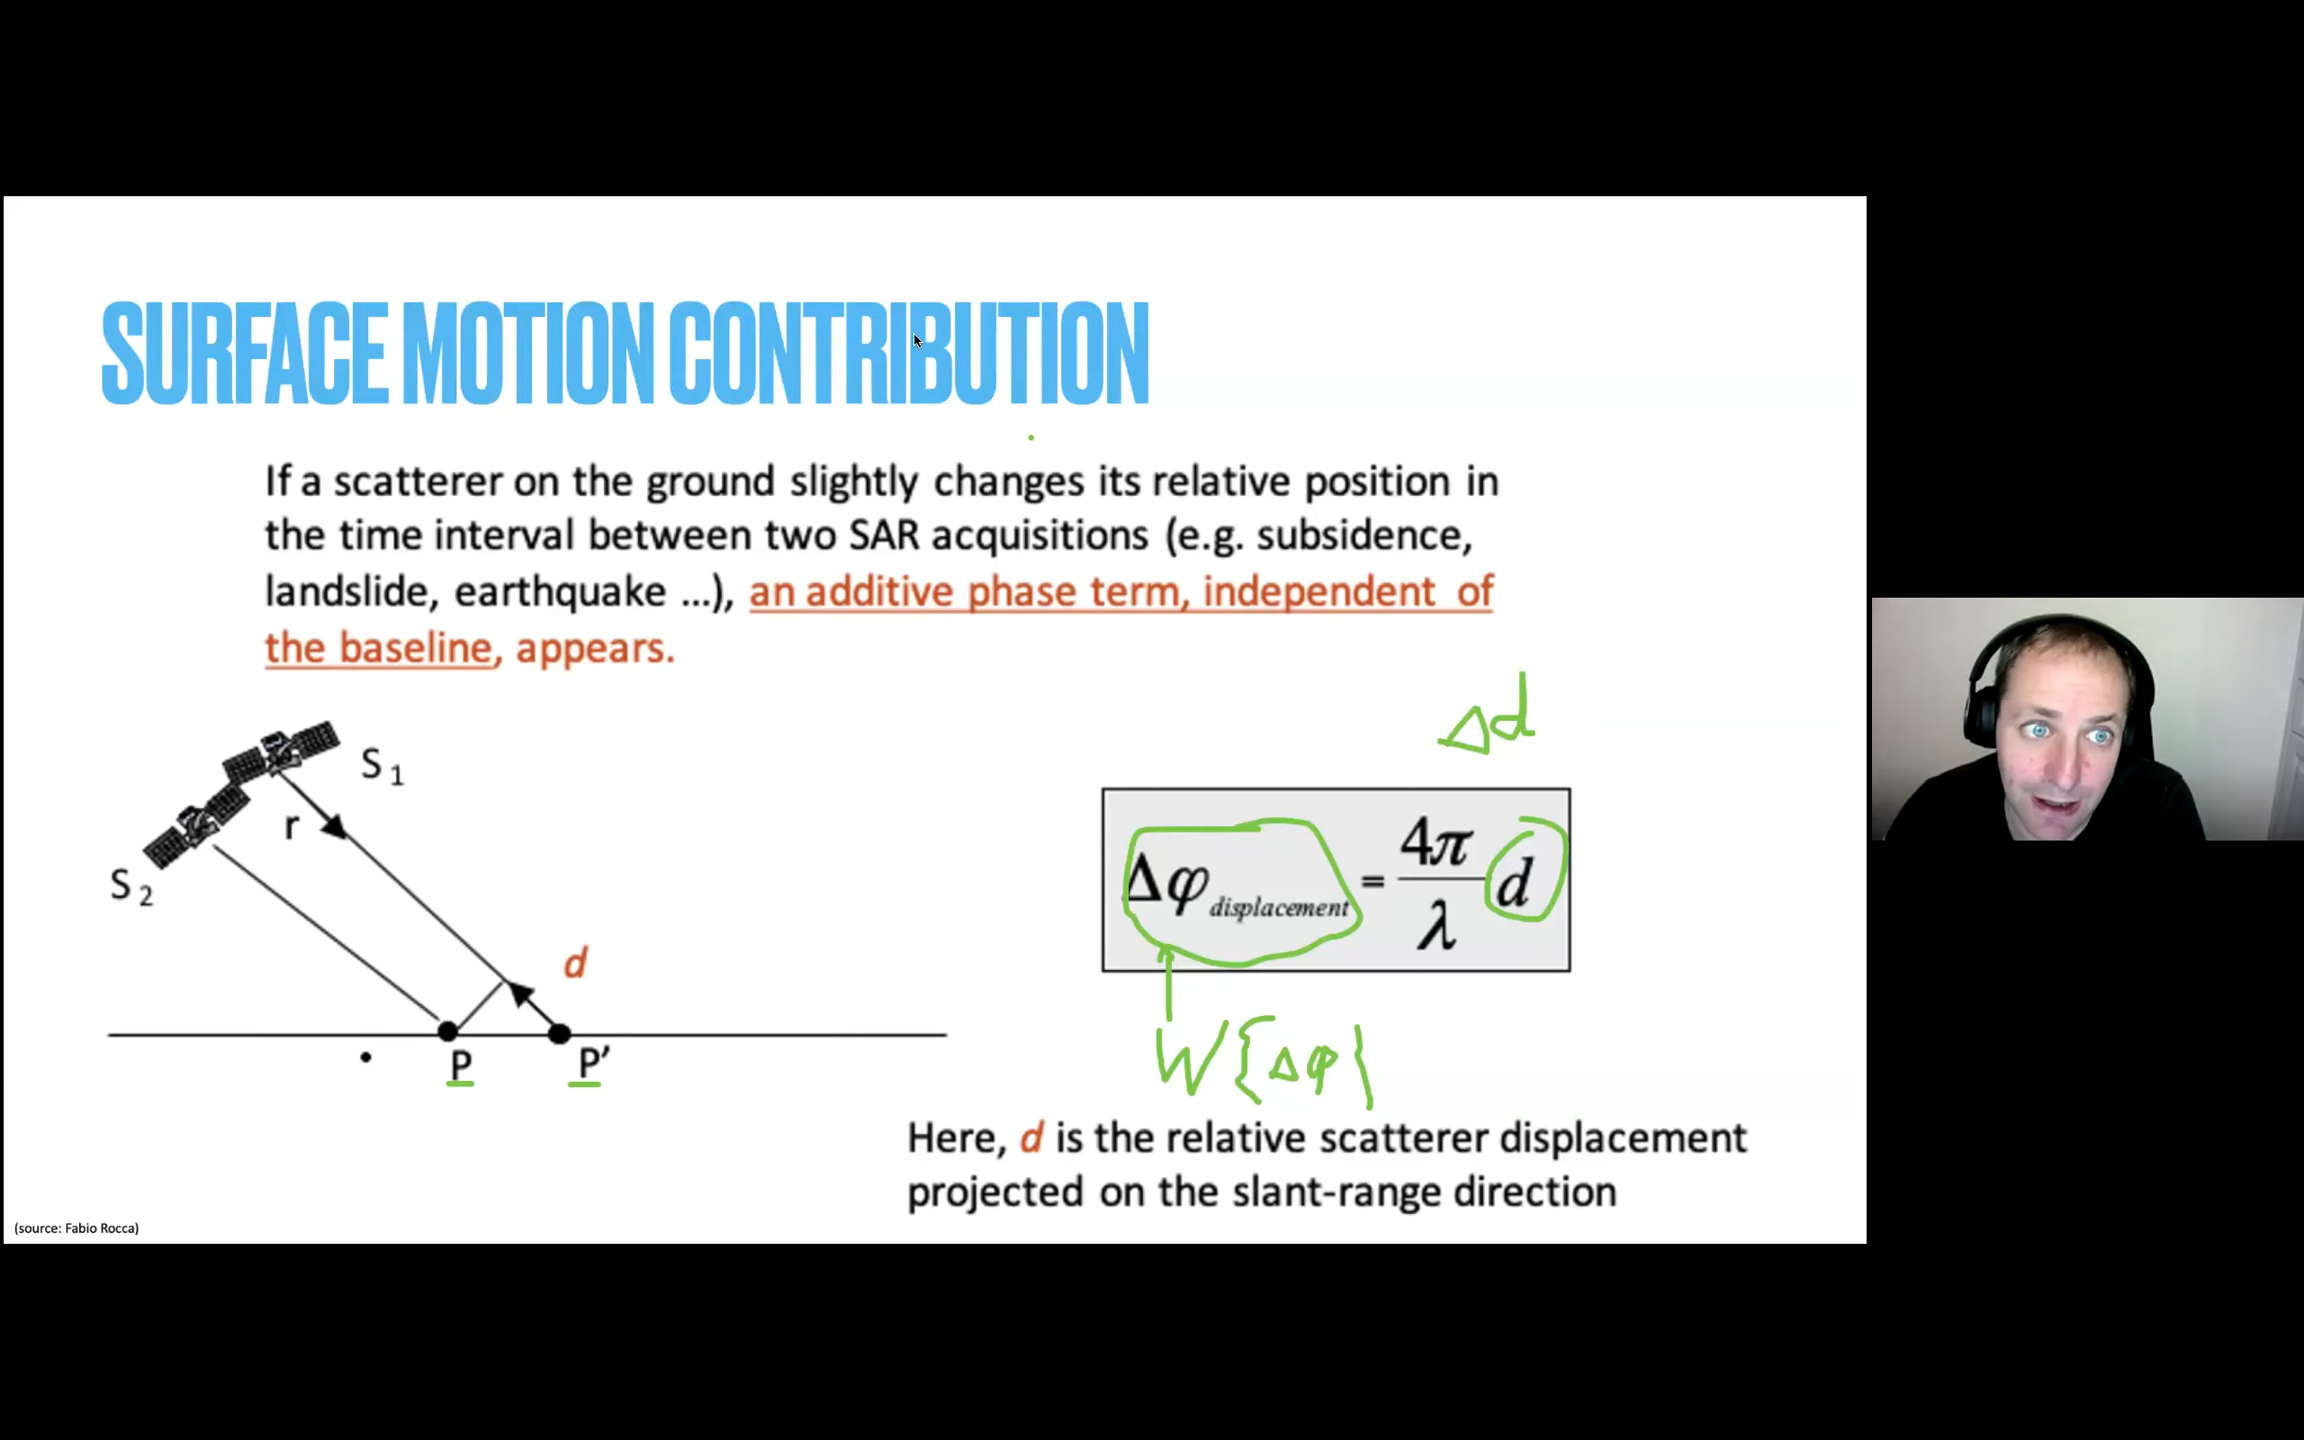 SURFACE MOTION CONTRIBUTION
If a scatterer on the ground slightly changes its relative position in
the time interval between two SAR acquisitions (e.g. subsidence,
landslide, earthquake ...), an additive phase term, independent of
the baseline, appears.
Δd
S1
r
S2
d
P
P'
Δφ displacement = 4π/λ d
W{Δφ}
Here, d is the relative scatterer displacement
projected on the slant-range direction
(source: Fabio Rocca)